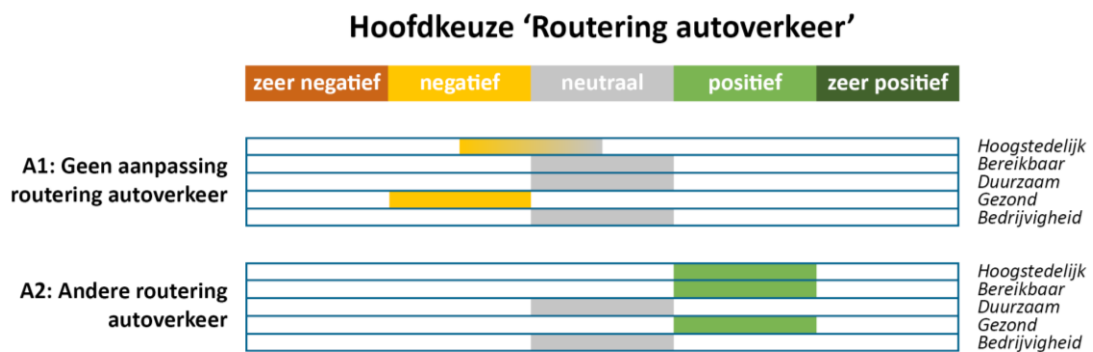 Hoofdkeuze 'Routering autoverkeer'
zeer negatief negatief neutraal positief zeer positief
A1: Geen aanpassing
routering autoverkeer
Hoogstedelijk
Bereikbaar
Duurzaam
Gezond
Bedrijvigheid
A2: Andere routering
autoverkeer
Hoogstedelijk
Bereikbaar
Duurzaam
Gezond
Bedrijvigheid